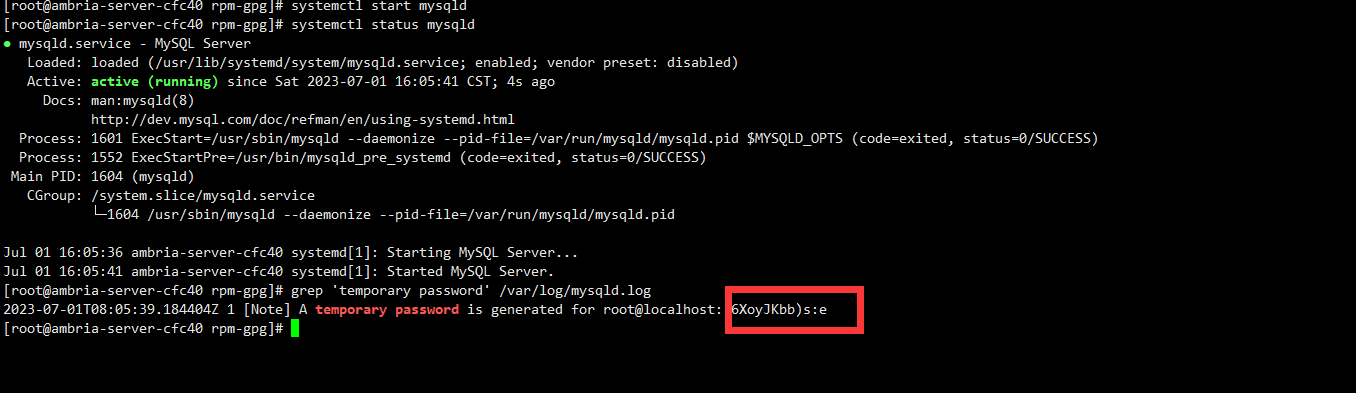 [root@ambria-server-cfc40 rpm-gpg]# systemctl start mysqld
[root@ambria-server-cfc40 rpm-gpg]# systemctl status mysqld
● mysqld.service - MySQL Server
   Loaded: loaded (/usr/lib/systemd/system/mysqld.service; enabled; vendor preset: disabled)
   Active: active (running) since Sat 2023-07-01 16:05:41 CST; 4s ago
     Docs: man:mysqld(8)
           http://dev.mysql.com/doc/refman/en/using-systemd.html
  Process: 1601 ExecStart=/usr/sbin/mysqld --daemonize --pid-file=/var/run/mysqld/mysqld.pid $MYSQLD_OPTS (code=exited, status=0/SUCCESS)
  Process: 1552 ExecStartPre=/usr/bin/mysqld_pre_systemd (code=exited, status=0/SUCCESS)
 Main PID: 1604 (mysqld)
   CGroup: /system.slice/mysqld.service
           └─1604 /usr/sbin/mysqld --daemonize --pid-file=/var/run/mysqld/mysqld.pid
Jul 01 16:05:36 ambria-server-cfc40 systemd[1]: Starting MySQL Server...
Jul 01 16:05:41 ambria-server-cfc40 systemd[1]: Started MySQL Server.
[root@ambria-server-cfc40 rpm-gpg]# grep 'temporary password' /var/log/mysqld.log
2023-07-01T08:05:39.184404Z 1 [Note] A temporary password is generated for root@localhost: 6XoyJKbb)s:e
[root@ambria-server-cfc40 rpm-gpg]#